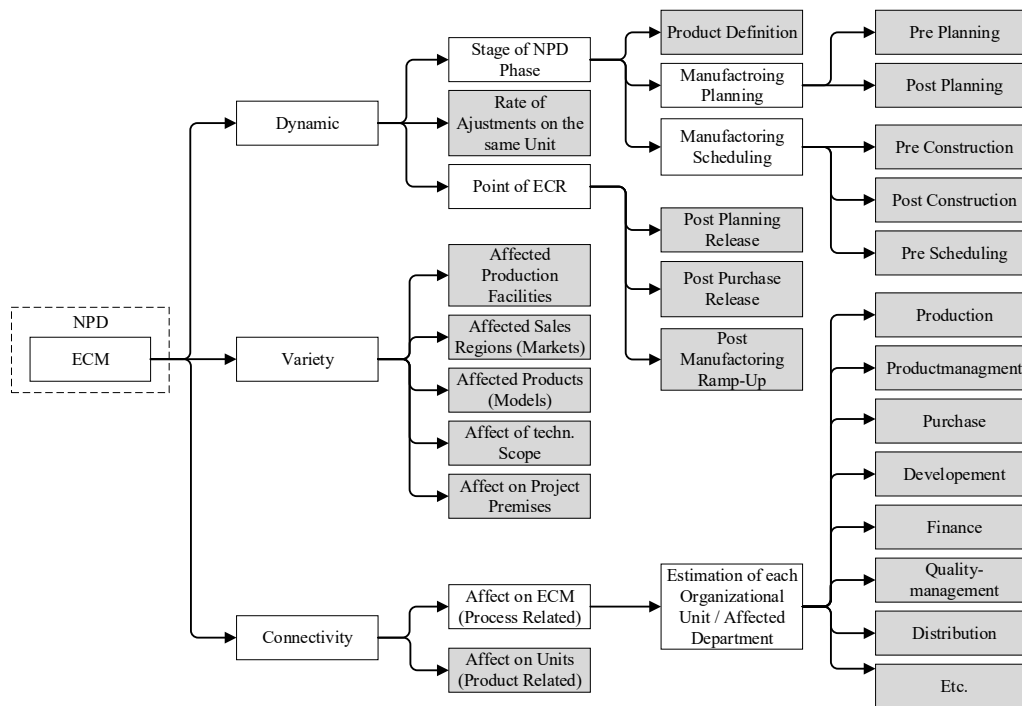 NPD
ECM
Dynamic
Variety
Connectivity
Stage of NPD
Phase
Rate of
Ajustments on the
same Unit
Point of ECR
Affected
Production
Facilities
Affected Sales
Regions (Markets)
Affected Products
(Models)
Affect of techn.
Scope
Affect on Project
Premises
Affect on ECM
(Process Related)
Affect on Units
(Product Related)
Product Definition
Manufactroing
Planning
Manufactoring
Scheduling
Post Planning
Release
Post Purchase
Release
Post
Manufactoring
Ramp-Up
Estimation of each
Organizational
Unit / Affected
Department
Pre Planning
Post Planning
Pre Construction
Post Construction
Pre Scheduling
Production
Productmanagment
Purchase
Developement
Finance
Quality-
management
Distribution
Etc.